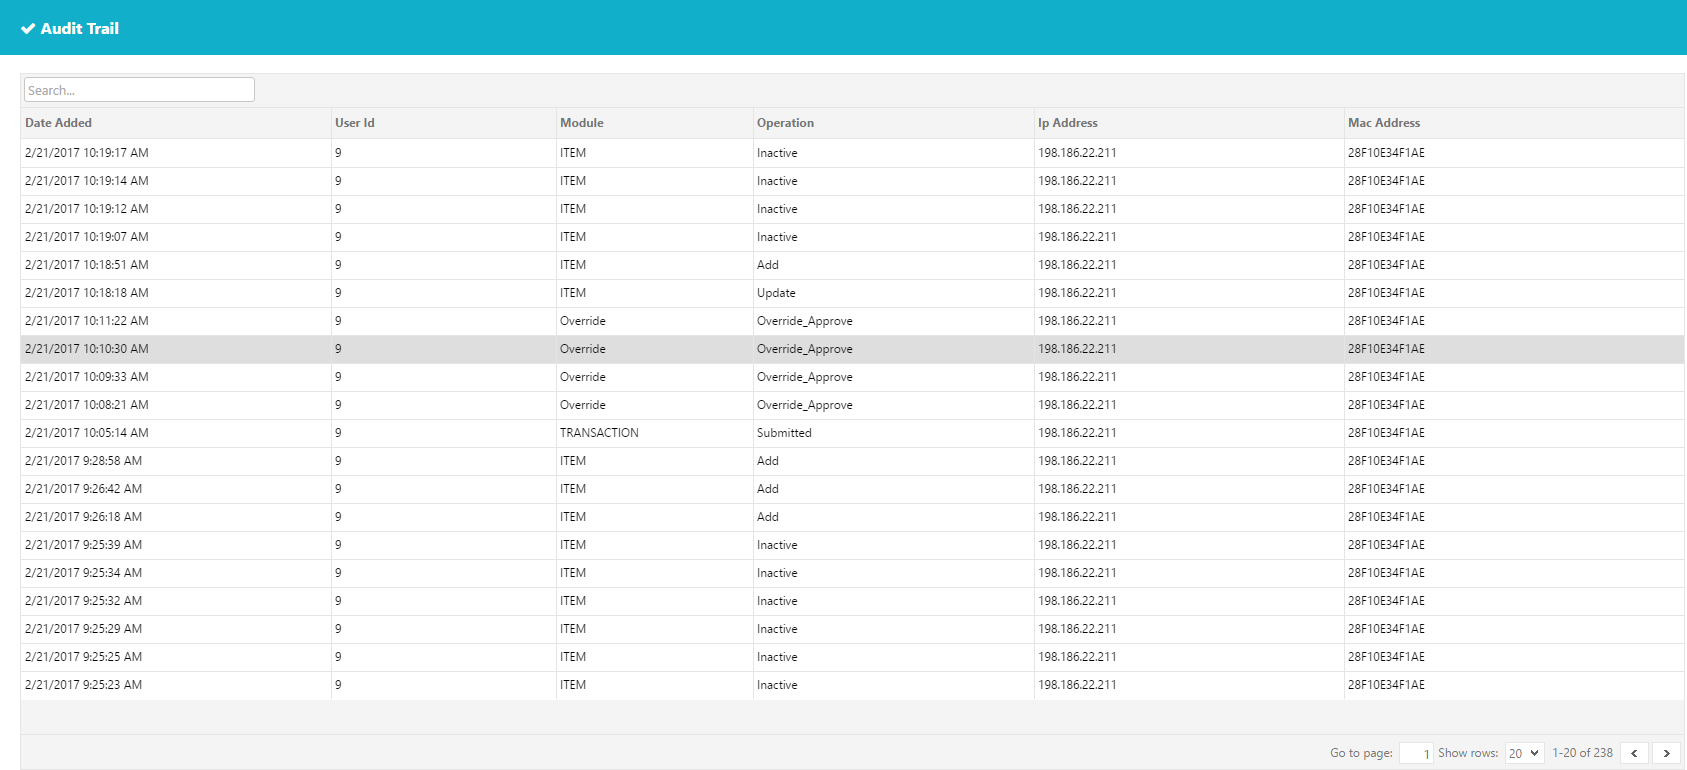 Audit Trail
Search...
Date Added User Id Module Operation Ip Address Mac Address
2/21/2017 10:19:17 AM 9 ITEM Inactive 198.186.22.211 28F10E34F1AE
2/21/2017 10:19:14 AM 9 ITEM Inactive 198.186.22.211 28F10E34F1AE
2/21/2017 10:19:12 AM 9 ITEM Inactive 198.186.22.211 28F10E34F1AE
2/21/2017 10:19:07 AM 9 ITEM Inactive 198.186.22.211 28F10E34F1AE
2/21/2017 10:18:51 AM 9 ITEM Add 198.186.22.211 28F10E34F1AE
2/21/2017 10:18:18 AM 9 ITEM Update 198.186.22.211 28F10E34F1AE
2/21/2017 10:11:22 AM 9 Override Override_Approve 198.186.22.211 28F10E34F1AE
2/21/2017 10:10:30 AM 9 Override Override_Approve 198.186.22.211 28F10E34F1AE
2/21/2017 10:09:33 AM 9 Override Override_Approve 198.186.22.211 28F10E34F1AE
2/21/2017 10:08:21 AM 9 Override Override_Approve 198.186.22.211 28F10E34F1AE
2/21/2017 10:05:14 AM 9 TRANSACTION Submitted 198.186.22.211 28F10E34F1AE
2/21/2017 9:28:58 AM 9 ITEM Add 198.186.22.211 28F10E34F1AE
2/21/2017 9:26:42 AM 9 ITEM Add 198.186.22.211 28F10E34F1AE
2/21/2017 9:26:18 AM 9 ITEM Add 198.186.22.211 28F10E34F1AE
2/21/2017 9:25:39 AM 9 ITEM Inactive 198.186.22.211 28F10E34F1AE
2/21/2017 9:25:34 AM 9 ITEM Inactive 198.186.22.211 28F10E34F1AE
2/21/2017 9:25:32 AM 9 ITEM Inactive 198.186.22.211 28F10E34F1AE
2/21/2017 9:25:29 AM 9 ITEM Inactive 198.186.22.211 28F10E34F1AE
2/21/2017 9:25:25 AM 9 ITEM Inactive 198.186.22.211 28F10E34F1AE
2/21/2017 9:25:23 AM 9 ITEM Inactive 198.186.22.211 28F10E34F1AE
Go to page: 1 Show rows: 20 1-20 of 238